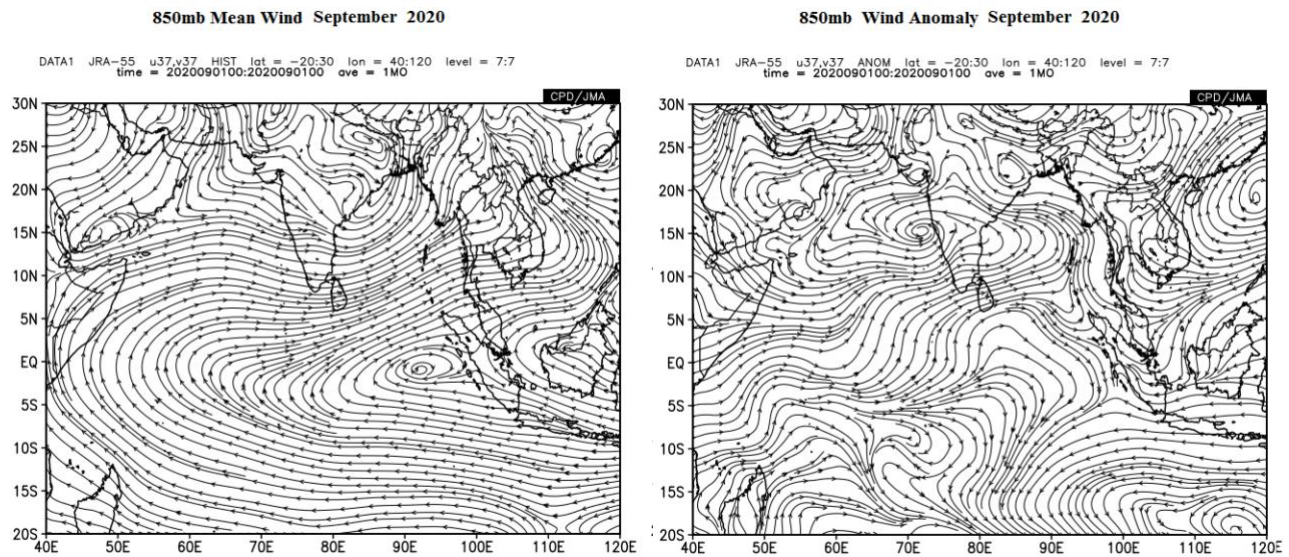 850mb Mean Wind September 2020
DATA1 JRA-55 u37,v37 HIST lat = -20:30 lon = 40:120 level = 7:7
time = 2020090100:2020090100 ave = 1MO
CPD/JMA
30N
25N
20N
15N
10N
5N
EQ
5S
10S
15S
20S
40E 50E 60E 70E 80E 90E 100E 110E 120E
850mb Wind Anomaly September 2020
DATA1 JRA-55 u37,v37 ANOM lat = -20:30 lon = 40:120 level = 7:7
time = 2020090100:2020090100 ave = 1MO
CPD/JMA
30N
25N
20N
15N
10N
5N
EQ
5S
10S
15S
20S
40E 50E 60E 70E 80E 90E 100E 110E 120E